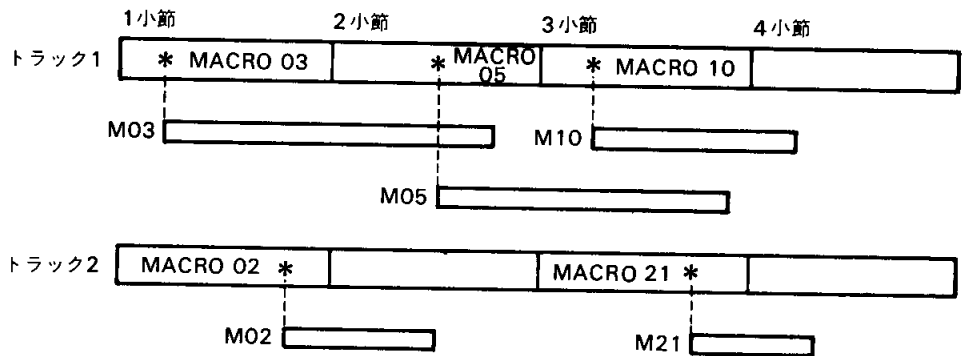 1小節 2小節 3小節 4小節
トラック1 * MACRO 03 * MACRO 05 * MACRO 10
M03 M10
M05
トラック2 MACRO 02 * MACRO 21 *
M02 M21